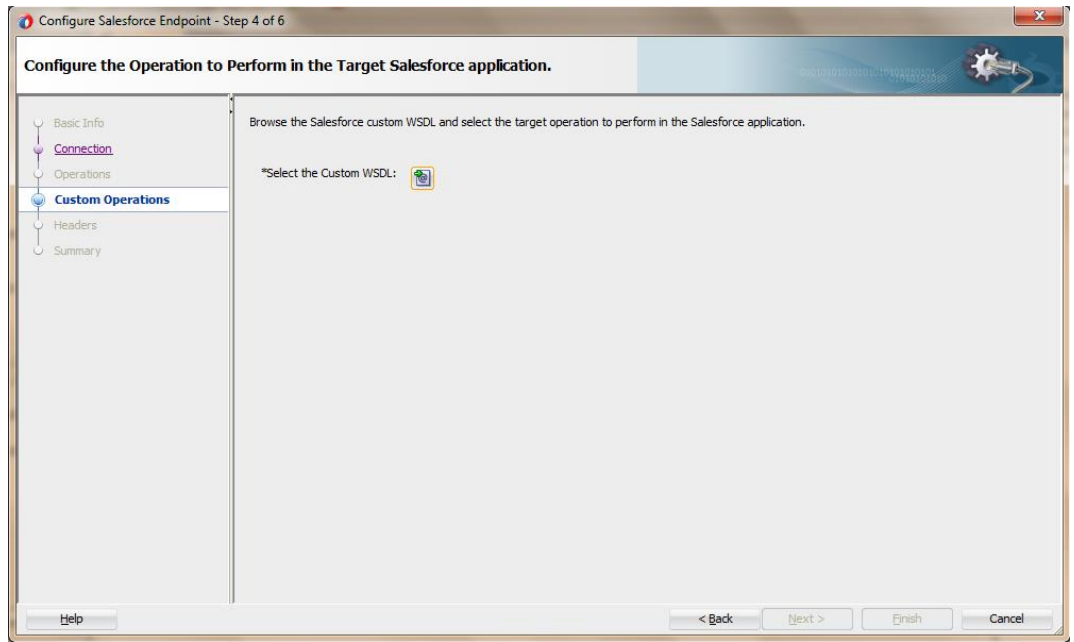 Configure Salesforce Endpoint - Step 4 of 6
Configure the Operation to Perform in the Target Salesforce application.
Basic Info
Connection
Operations
Custom Operations
Headers
Summary
Browse the Salesforce custom WSDL and select the target operation to perform in the Salesforce application.
*Select the Custom WSDL:
Help
< Back
Next >
Finish
Cancel